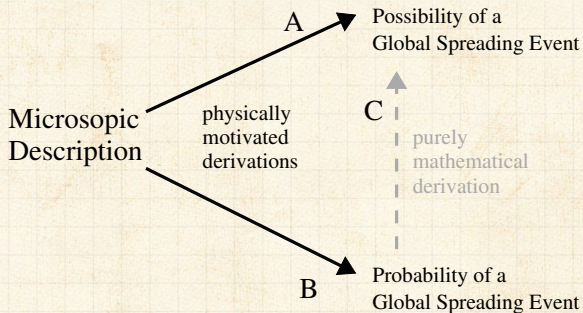 A
Possibility of a
Global Spreading Event
Microsopic
Description
physically
motivated
derivations
C
purely
mathematical
derivation
B
Probability of a
Global Spreading Event